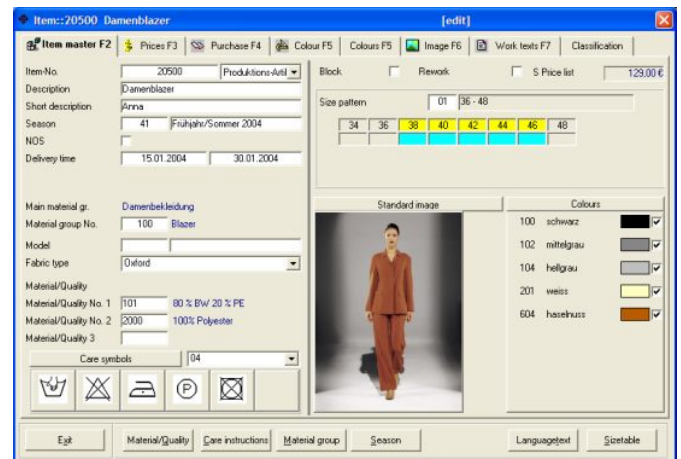 Item::20500 Damenblazer [edit]
Item master F2 Prices F3 Purchase F4 Colour F5 Colours F5 Image F6 Work texts F7 Classification
Item-No. 20500 Produktions-Artil
Description Damenblazer
Short description Anna
Season 41 Frühjahr/Sommer 2004
NOS
Delivery time 15.01.2004 30.01.2004
Main material gr. Damenbekleidung
Material group No. 100 Blazer
Model
Fabric type Oxford
Material/Quality
Material/Quality No. 1 101 80 % BW 20 % PE
Material/Quality No. 2 2000 100% Polyester
Material/Quality 3
Care symbols 04
P
Block Rework S Price list 129.00 €
Size pattern 01 36 - 48
34 36 38 40 42 44 46 48
Standard image Colours
100 schwarz
102 mittelgrau
104 hellgrau
201 weiss
604 haselnuss
Exit Material/Quality Care instructions Material group Season Languagetext Sizetable